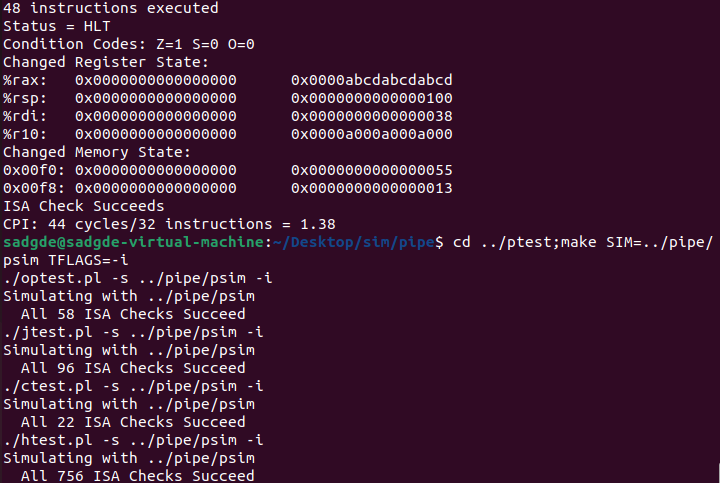 48 instructions executed
Status = HLT
Condition Codes: Z=1 S=0 O=0
Changed Register State:
%rax:   0x0000000000000000      0x0000abcdabcdabcd
%rsp:   0x0000000000000000      0x0000000000000100
%rdi:   0x0000000000000000      0x0000000000000038
%r10:   0x0000000000000000      0x0000a000a000a000
Changed Memory State:
0x00f0: 0x0000000000000000      0x0000000000000055
0x00f8: 0x0000000000000000      0x0000000000000013
ISA Check Succeeds
CPI: 44 cycles/32 instructions = 1.38
sadgde@sadgde-virtual-machine:~/Desktop/sim/pipe$ cd ../ptest;make SIM=../pipe/
psim TFLAGS=-i
./optest.pl -s ../pipe/psim -i
Simulating with ../pipe/psim
  All 58 ISA Checks Succeed
./jtest.pl -s ../pipe/psim -i
Simulating with ../pipe/psim
  All 96 ISA Checks Succeed
./ctest.pl -s ../pipe/psim -i
Simulating with ../pipe/psim
  All 22 ISA Checks Succeed
./htest.pl -s ../pipe/psim -i
Simulating with ../pipe/psim
  All 756 ISA Checks Succeed